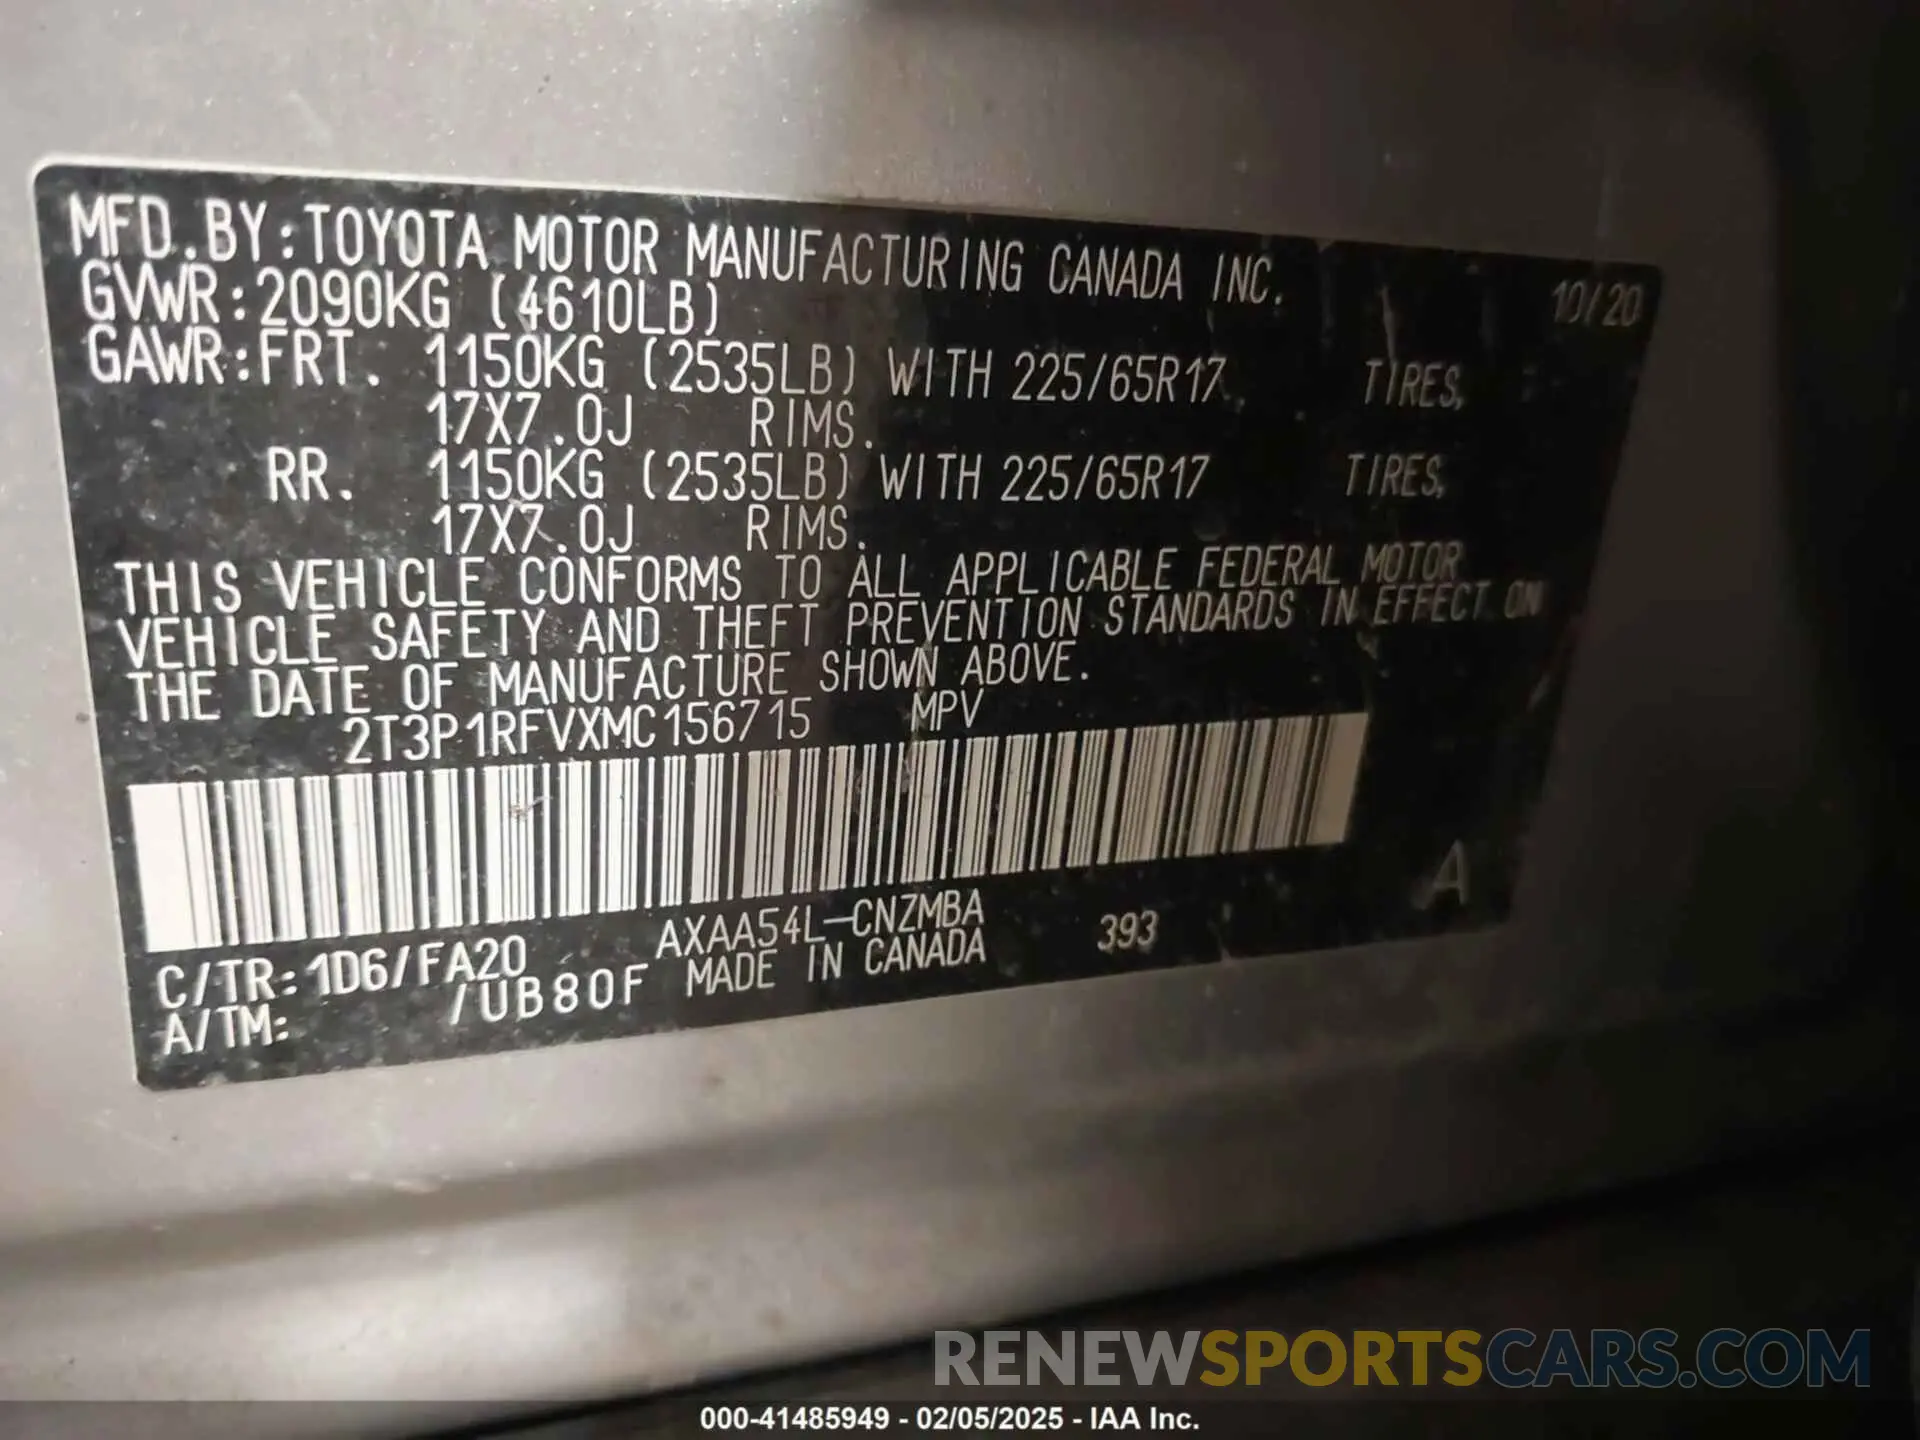 MFD.BY:TOYOTA MOTOR MANUFACTURING CANADA INC. 10/20
GVWR:2090KG (4610LB)
GAWR:FRT. 1150KG (2535LB) WITH 225/65R17 TIRES,
17X7.0J RIMS.
RR. 1150KG (2535LB) WITH 225/65R17 TIRES,
17X7.0J RIMS.
THIS VEHICLE CONFORMS TO ALL APPLICABLE FEDERAL MOTOR
VEHICLE SAFETY AND THEFT PREVENTION STANDARDS IN EFFECT ON
THE DATE OF MANUFACTURE SHOWN ABOVE.
2T3P1RFVXMC156715 MPV
A
AXAA54L-CNZMBA 393
C/TR:1D6/FA20 MADE IN CANADA
A/TM: /UB80F
RENEWSPORTSCARS.COM
000-41485949 - 02/05/2025 - IAA Inc.